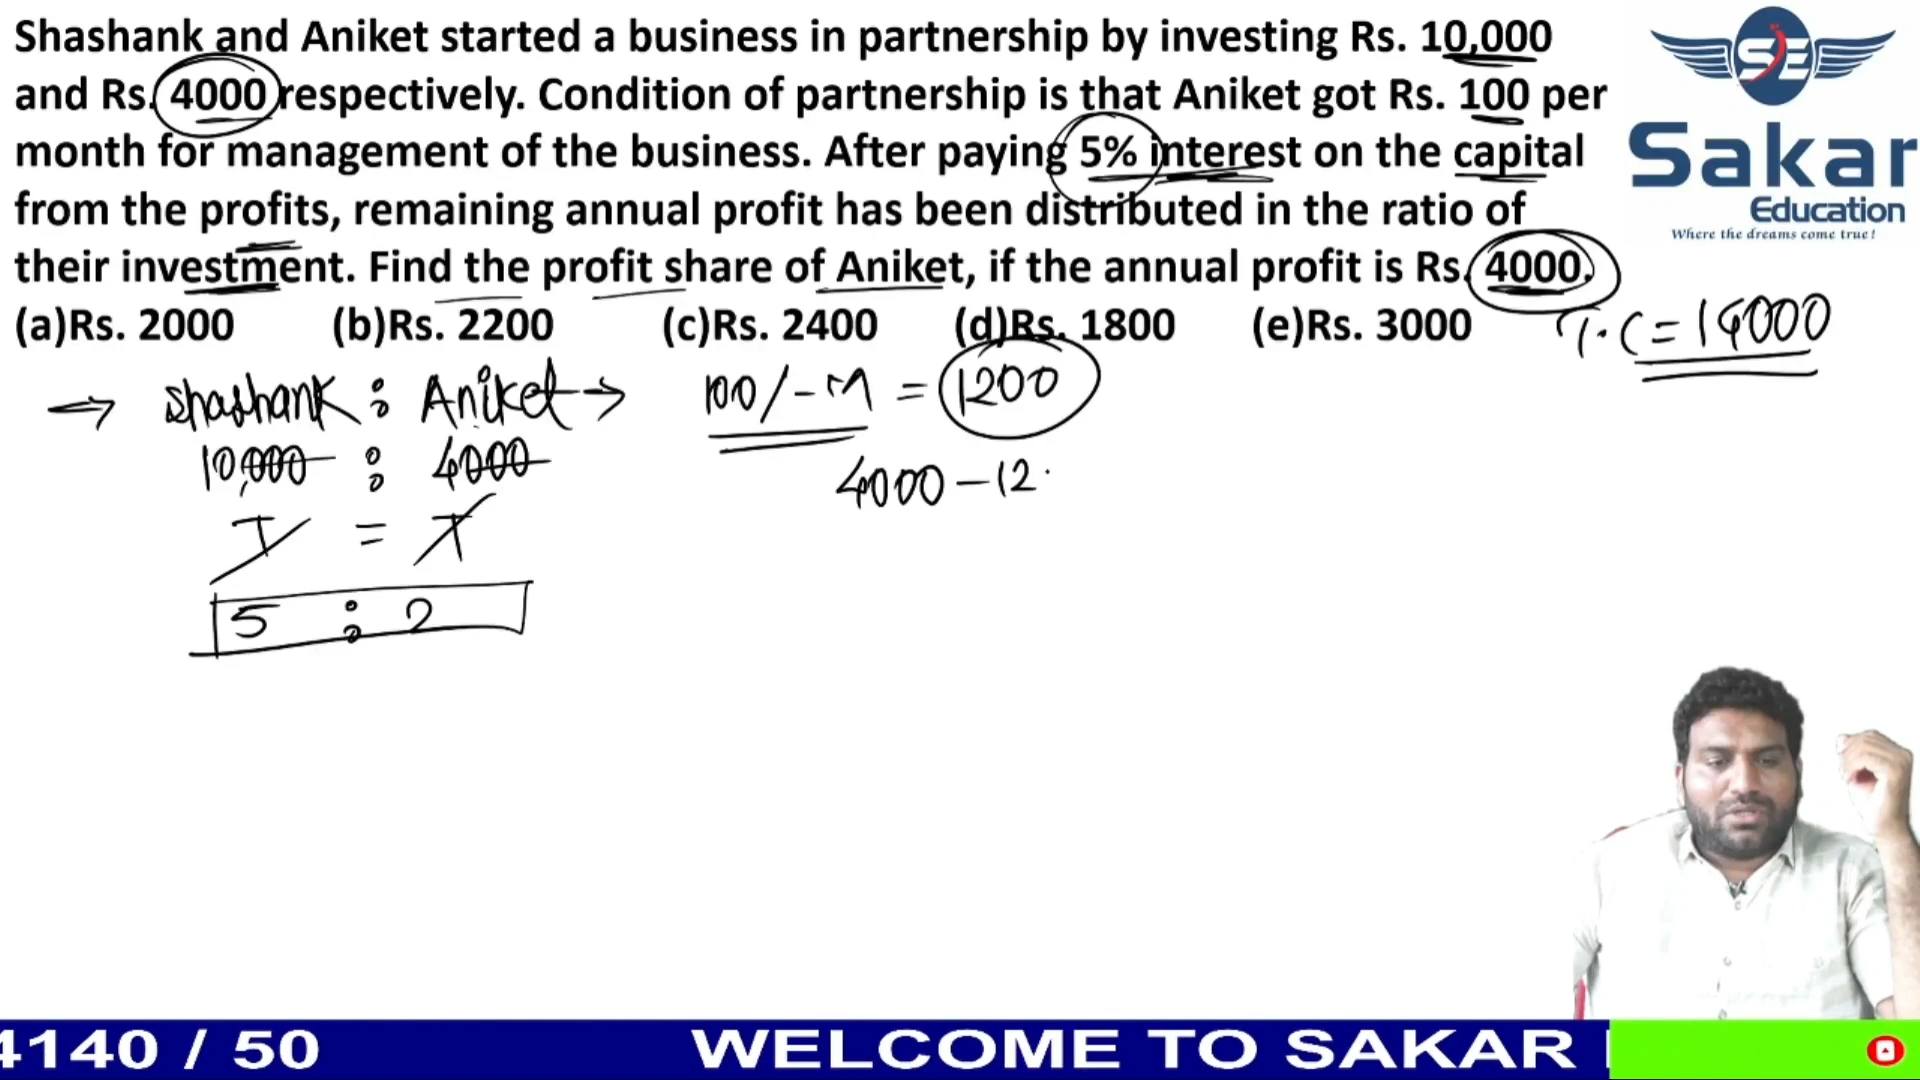 Shashank and Aniket started a business in partnership by investing Rs. 10,000
and Rs. 4000 respectively. Condition of partnership is that Aniket got Rs. 100 per
month for management of the business. After paying 5% interest on the capital
from the profits, remaining annual profit has been distributed in the ratio of
their investment. Find the profit share of Aniket, if the annual profit is Rs. 4000.
(a)Rs. 2000 (b)Rs. 2200 (c)Rs. 2400 (d)Rs. 1800 (e)Rs. 3000
SE
Sakar
Education
Where the dreams come true!
T.C = 14000
Shashank : Aniket → 100/-M = 1200
10,000 : 4000
4000 - 12
T = T
5 : 2
4140 / 50 WELCOME TO SAKAR